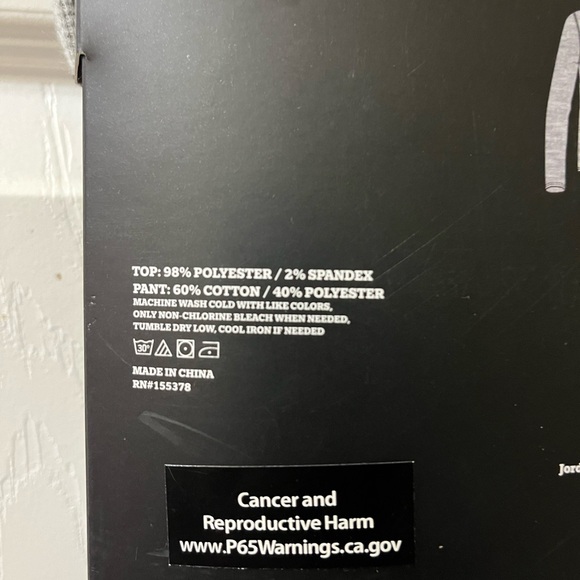 TOP: 98% POLYESTER / 2% SPANDEX
PANT: 60% COTTON / 40% POLYESTER
MACHINE WASH COLD WITH LIKE COLORS,
ONLY NON-CHLORINE BLEACH WHEN NEEDED,
TUMBLE DRY LOW, COOL IRON IF NEEDED
30°
MADE IN CHINA
RN#155378
Jord
Cancer and
Reproductive Harm
www.P65Warnings.ca.gov